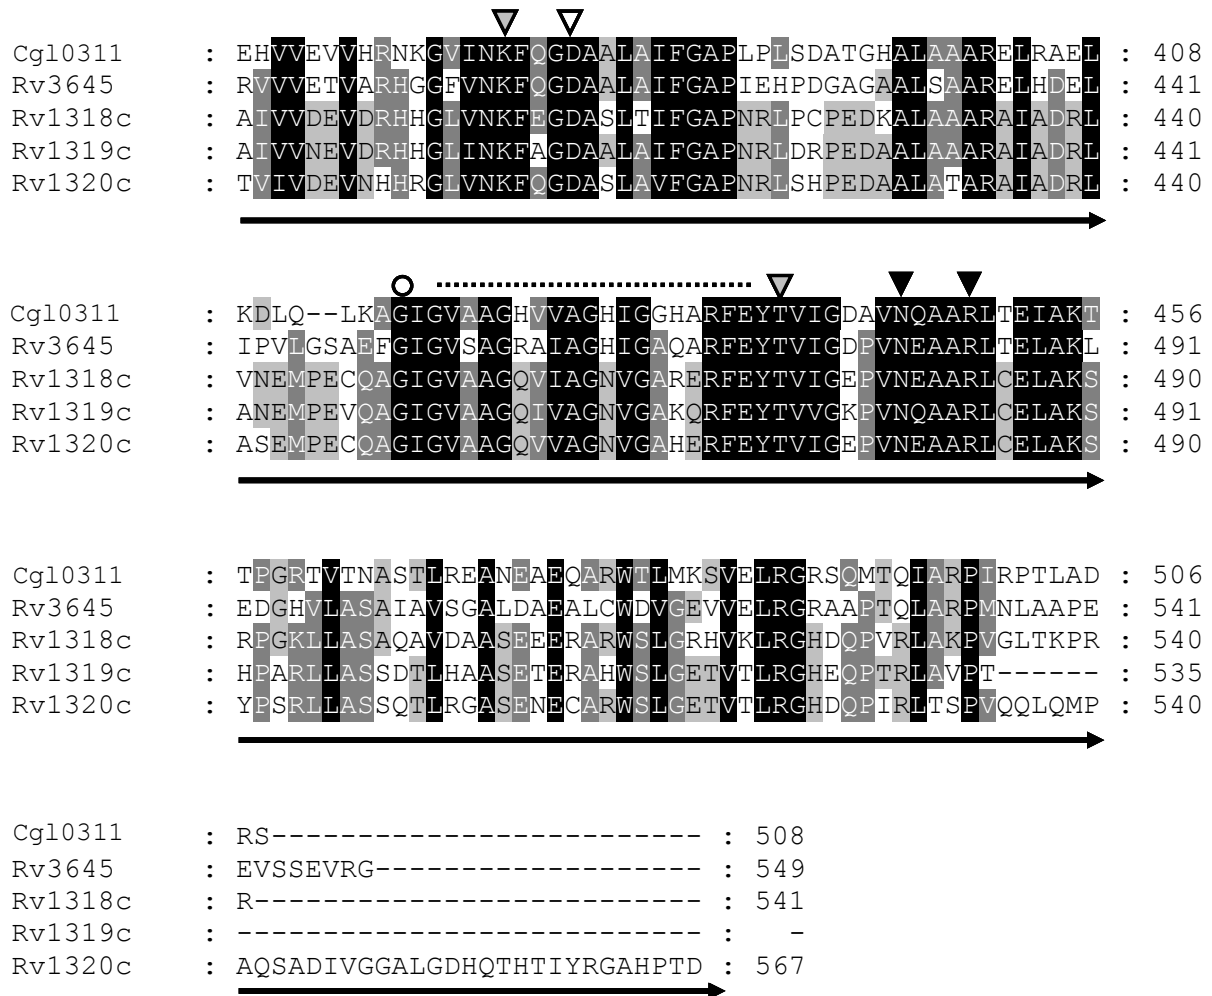 Cgl0311 : EHVVEVVHRNKGVINKFQGDAALAIFGAPLPLSDATGHALAAARELRAEL : 408
Rv3645 : RVVVETVARHGGFVNKFQGDAALAIFGAPIEHPDGAGAALSAARELHDEL : 441
Rv1318c : AIVVDEVDRHHGLVNKFEGDASLTIFGAPNRLPCPEDKALAAARAIADRL : 440
Rv1319c : AIVVNEVDRHHGLINKFAGDAALAIFGAPNRLDRPEDAALAAARAIADRL : 441
Rv1320c : TVIVDEVNHHRGLVNKFQGDASLAVFGAPNRLSHPEDAALATARAIADRL : 440
Cgl0311 : KDLQ--LKAGIGVAAGHVVAGHIGGHARFEYTVIGDAVNQAARLTEIAKT : 456
Rv3645 : IPVLGSAEFGIGVSAGRAIAGHIGAQARFEYTVIGDPVNEAARLTELAKL : 491
Rv1318c : VNEMPECQAGIGVAAGQVIAGNVGARERFEYTVIGEPVNEAARLCELAKS : 490
Rv1319c : ANEMPEVQAGIGVAAGQIVAGNVGAKQRFEYTVVGKPVNQAARLCELAKS : 491
Rv1320c : ASEMPECQAGIGVAAGQVVAGNVGAHERFEYTVIGEPVNEAARLCELAKS : 490
Cgl0311 : TPGRTVTNASTLREANEAEQARWTLMKSVELRGRSQMTQIARPIRPTLAD : 506
Rv3645 : EDGHVLASAIAVSGALDAEALCWDVGEVVELRGRAAPTQLARPMNLAAPE : 541
Rv1318c : RPGKLLASAQAVDAASEEERARWSLGRHVKLRGHDQPVRLAKPVGLTKPR : 540
Rv1319c : HPARLLASSDTLHAASETERAHWSLGETVTLRGHEQPTRLAVPT------ : 535
Rv1320c : YPSRLLASSQTLRGASENECARWSLGETVTLRGHDQPIRLTSPVQQLQMP : 540
Cgl0311 : RS------------------------- : 508
Rv3645 : EVSSEVRG------------------- : 549
Rv1318c : R-------------------------- : 541
Rv1319c : --------------------------- : -
Rv1320c : AQSADIVGGALGDHQTHTIYRGAHPTD : 567